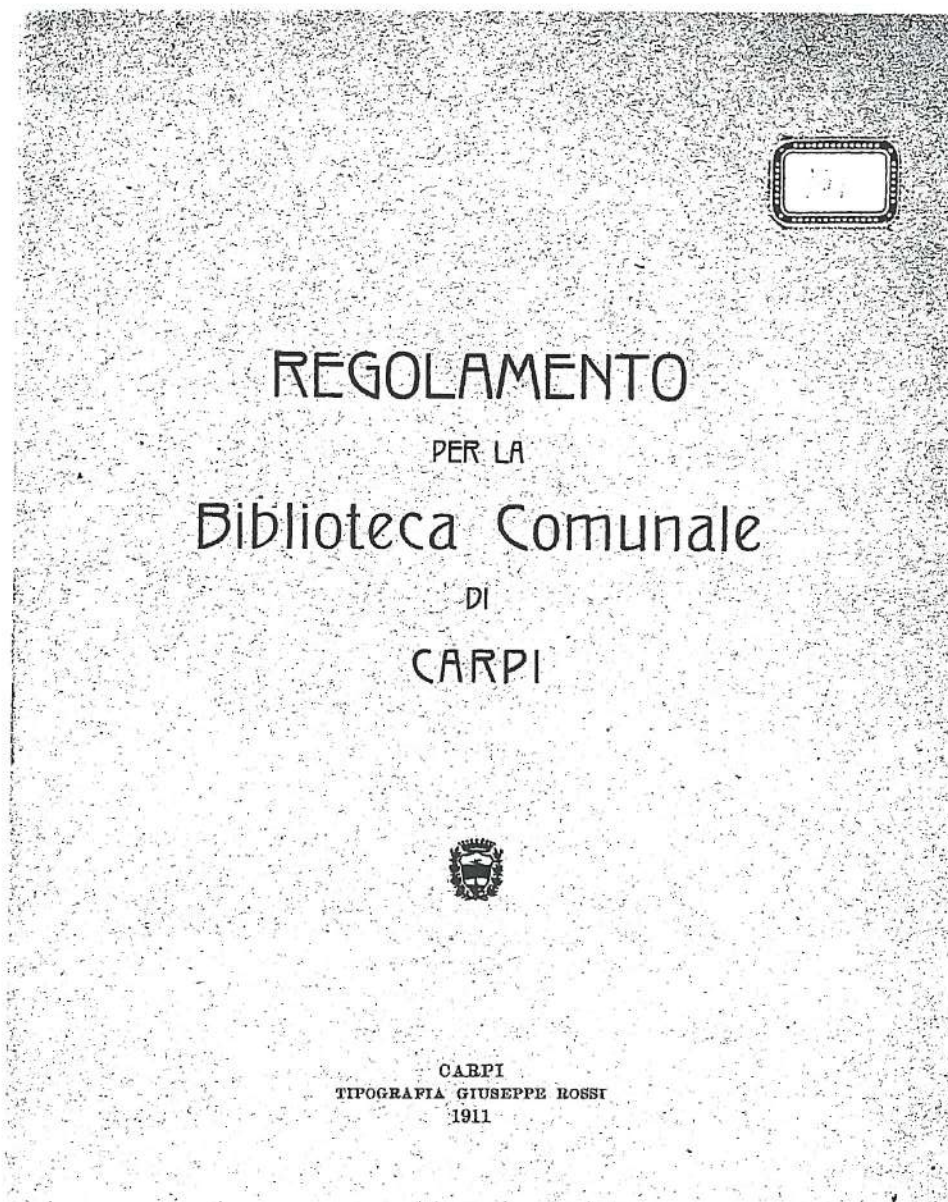 REGOLAMENTO
PER LA
Biblioteca Comunale
DI
CARPI
CARPI
TIPOGRAFIA GIUSEPPE ROSSI
1911